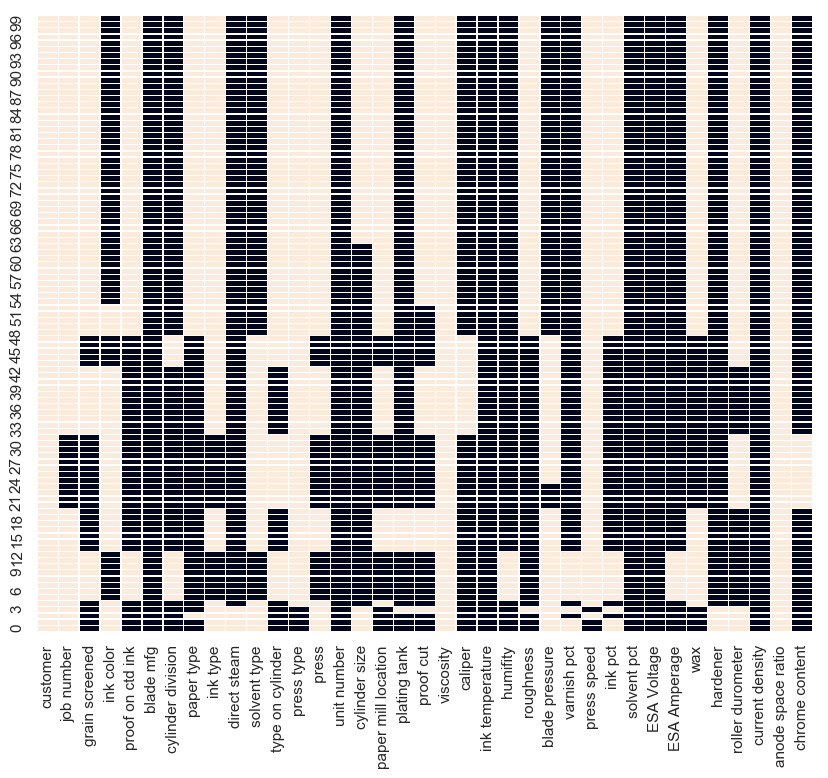 99
96
93
90
87
84
81
78
75
72
69
66
63
60
57
54
51
48
45
42
39
36
33
30
27
24
21
18
15
12
9
6
3
0
customer
job number
grain screened
ink color
proof on ctd ink
blade mfg
cylinder division
paper type
ink type
direct steam
solvent type
type on cylinder
press type
press
unit number
cylinder size
paper mill location
plating tank
proof cut
viscosity
caliper
ink temperature
humifity
roughness
blade pressure
varnish pct
press speed
ink pct
solvent pct
ESA Voltage
ESA Amperage
wax
hardener
roller durometer
current density
anode space ratio
chrome content